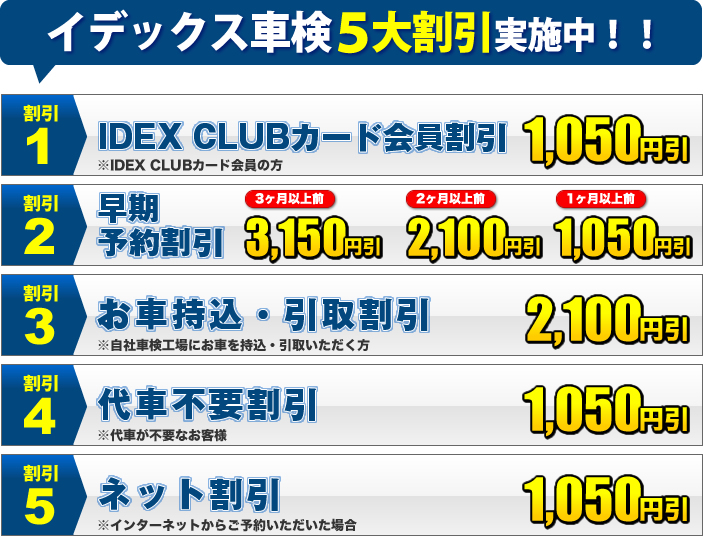 イデックス車検5大割引実施中！！
割引
1
IDEX CLUBカード会員割引
1,050円引
※IDEX CLUBカード会員の方
割引
2
早期
予約割引
3ヶ月以上前
3,150円引
2ヶ月以上前
2,100円引
1ヶ月以上前
1,050円引
割引
3
お車持込・引取割引
2,100円引
※自社車検工場にお車を持込・引取いただく方
割引
4
代車不要割引
1,050円引
※代車が不要なお客様
割引
5
ネット割引
1,050円引
※インターネットからご予約いただいた場合